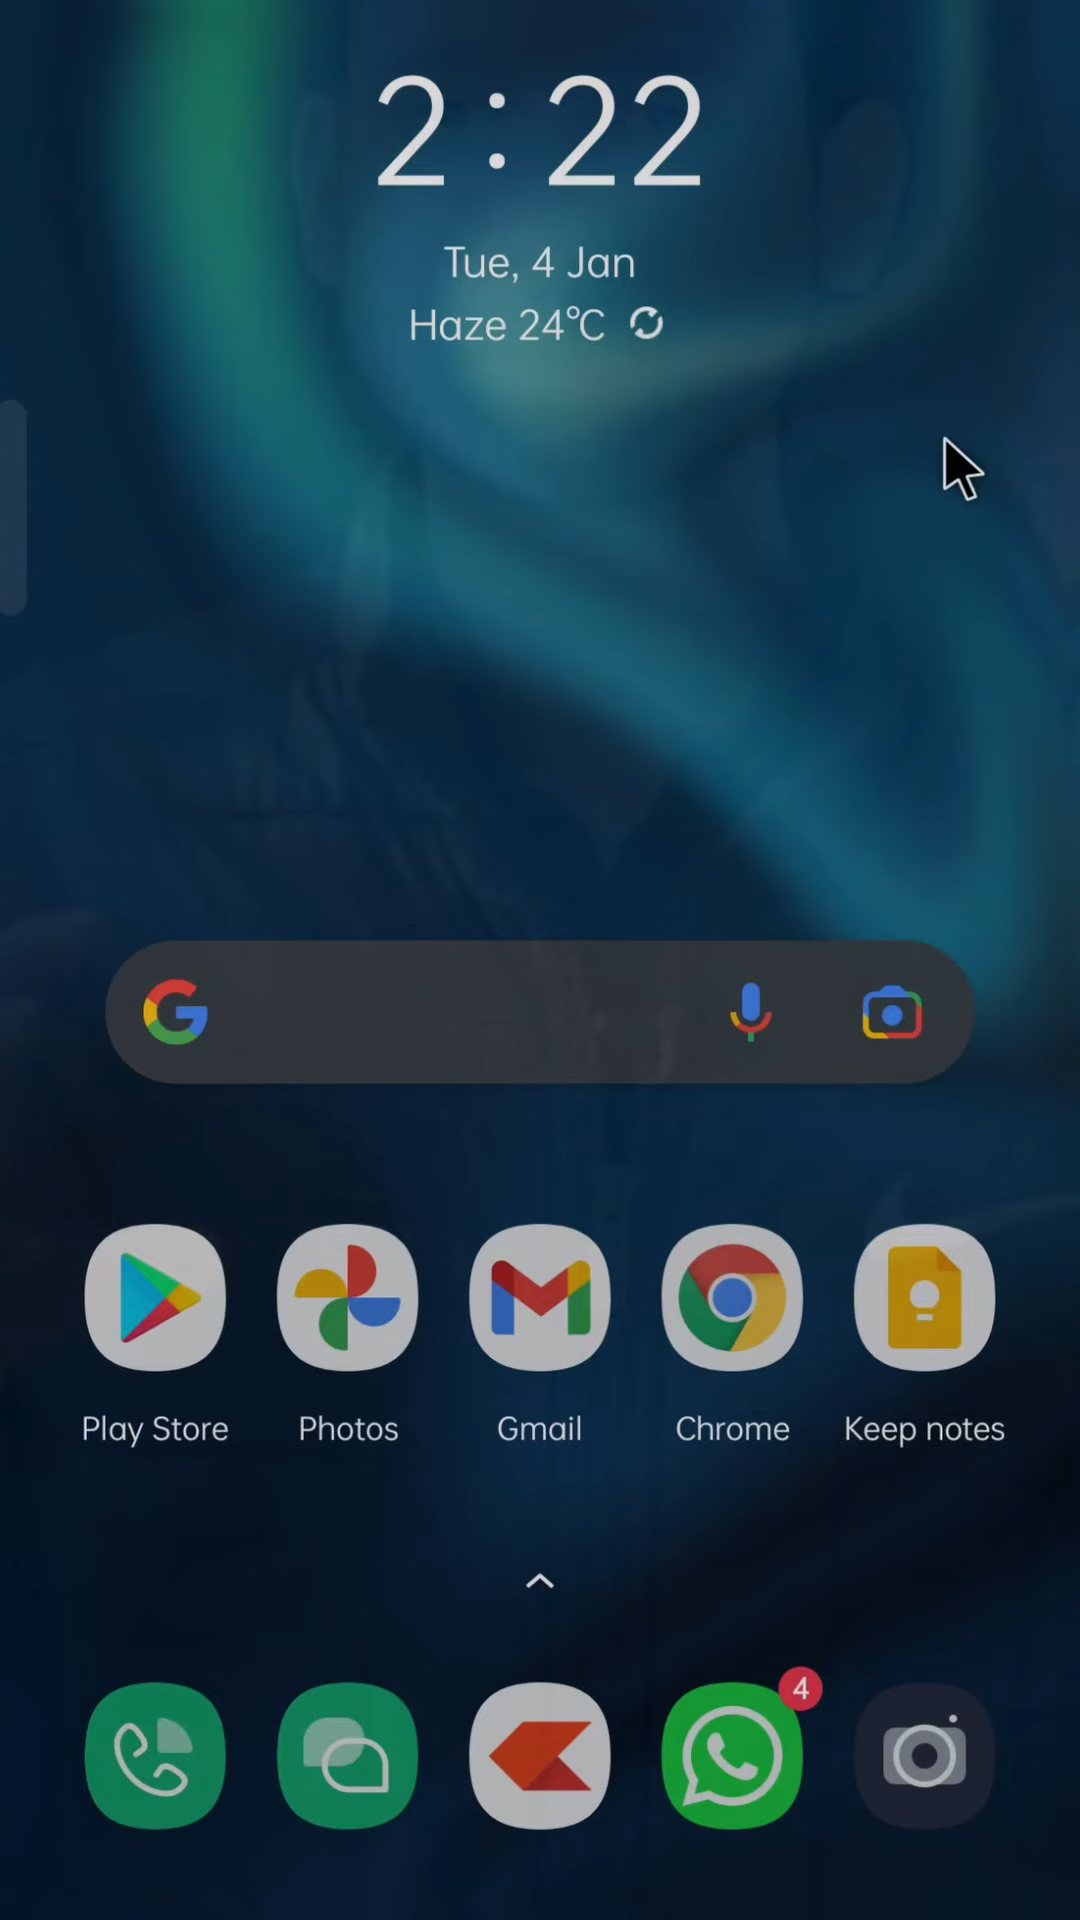 2:22
Tue, 4 Jan
Haze 24°C
Play Store
Photos
Gmail
Chrome
Keep notes
4